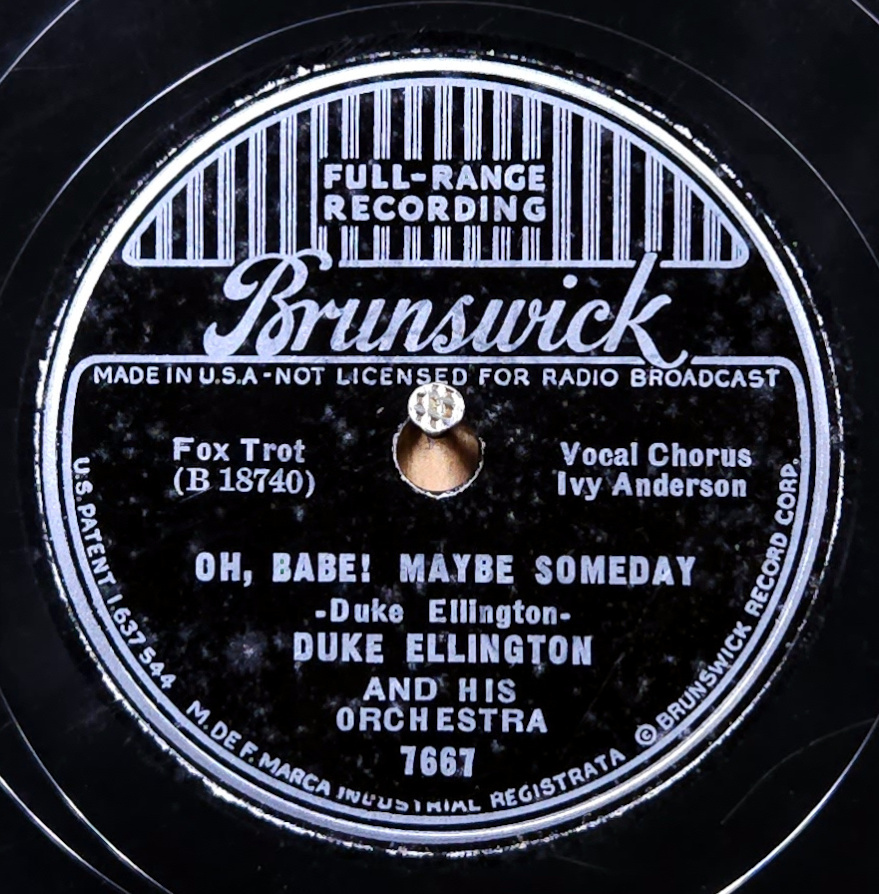 FULL-RANGE
RECORDING
Brunswick
MADE IN U.S.A - NOT LICENSED FOR RADIO BROADCAST
Fox Trot
(B 18740)
Vocal Chorus
Ivy Anderson
OH, BABE! MAYBE SOMEDAY
-Duke Ellington-
DUKE ELLINGTON
AND HIS
ORCHESTRA
7667
U.S. PATENT 1,637,544 M. DE F. MARCA INDUSTRIAL REGISTRATA © BRUNSWICK RECORD CORP.